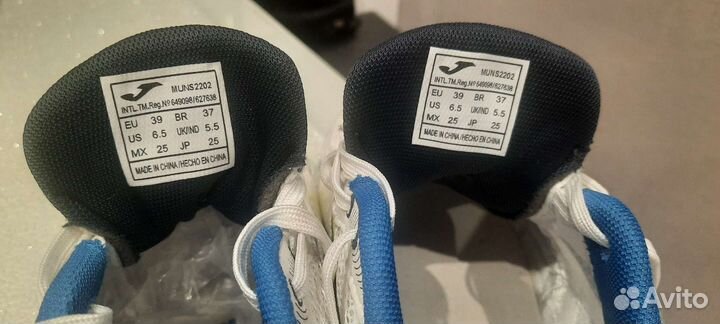 MUNS2202
INTL.TM.Reg.Nº 649098/627638
EU 39 BR 37
US 6.5 UK/IND 5.5
MX 25 JP 25
MADE IN CHINA/HECHO EN CHINA
MUNS2202
INTL.TM.Reg.Nº 649098/627638
EU 39 BR 37
US 6.5 UK/IND 5.5
MX 25 JP 25
MADE IN CHINA/HECHO EN CHINA
Avito